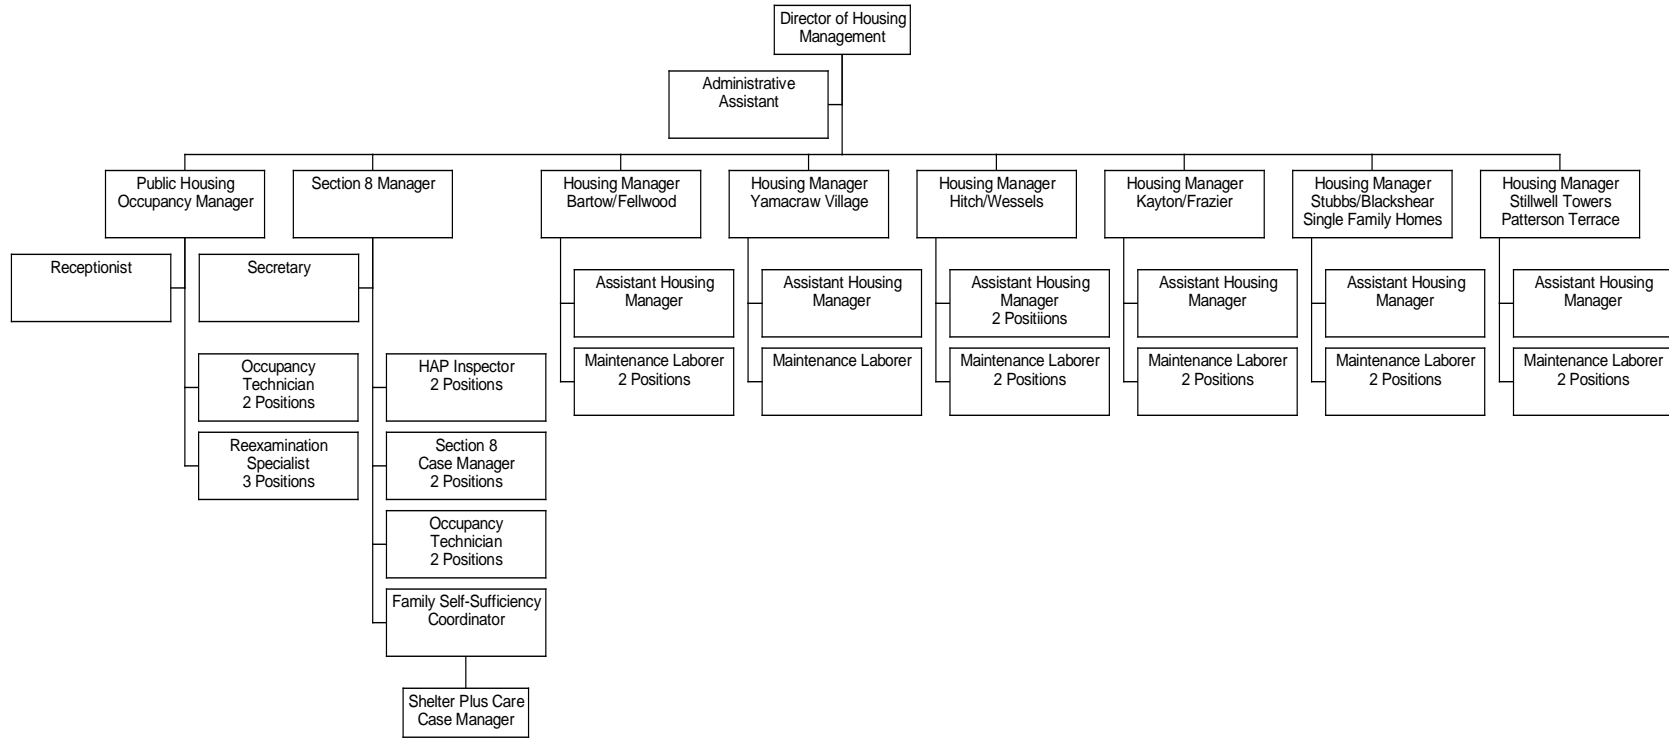 Director of Housing
Management
Administrative
Assistant
Public Housing
Occupancy Manager
Section 8 Manager
Housing Manager
Bartow/Fellwood
Housing Manager
Yamacraw Village
Housing Manager
Hitch/Wessels
Housing Manager
Kayton/Frazier
Housing Manager
Stubbs/Blackshear
Single Family Homes
Housing Manager
Stillwell Towers
Patterson Terrace
Receptionist
Secretary
Assistant Housing
Manager
Assistant Housing
Manager
Assistant Housing
Manager
2 Positiions
Assistant Housing
Manager
Assistant Housing
Manager
Assistant Housing
Manager
Occupancy
Technician
2 Positions
HAP Inspector
2 Positions
Maintenance Laborer
2 Positions
Maintenance Laborer
Maintenance Laborer
2 Positions
Maintenance Laborer
2 Positions
Maintenance Laborer
2 Positions
Maintenance Laborer
2 Positions
Reexamination
Specialist
3 Positions
Section 8
Case Manager
2 Positions
Occupancy
Technician
2 Positions
Family Self-Sufficiency
Coordinator
Shelter Plus Care
Case Manager